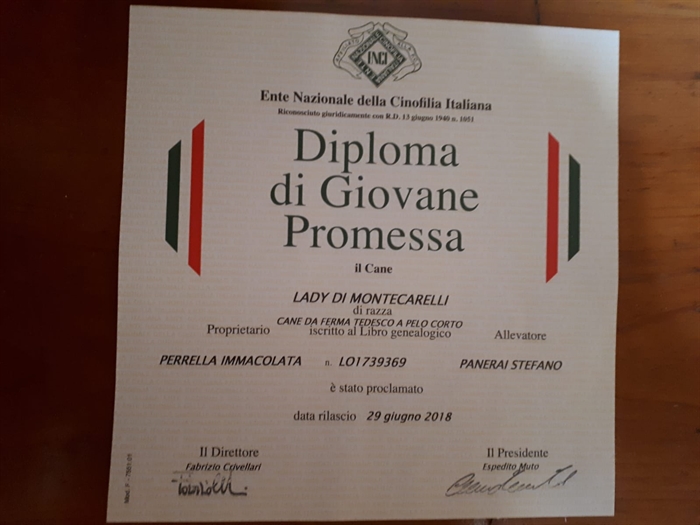 ENCI
Ente Nazionale della Cinofilia Italiana
Riconosciuto giuridicamente con R.D. 13 giugno 1940 n. 1051
Diploma
di Giovane
Promessa
il Cane
LADY DI MONTECARELLI
di razza
CANE DA FERMA TEDESCO A PELO CORTO
Proprietario iscritto al Libro genealogico Allevatore
PERRELLA IMMACOLATA n. LO1739369 PANERAI STEFANO
è stato proclamato
data rilascio 29 giugno 2018
Il Direttore Il Presidente
Fabrizio Crivellari Espedito Muto